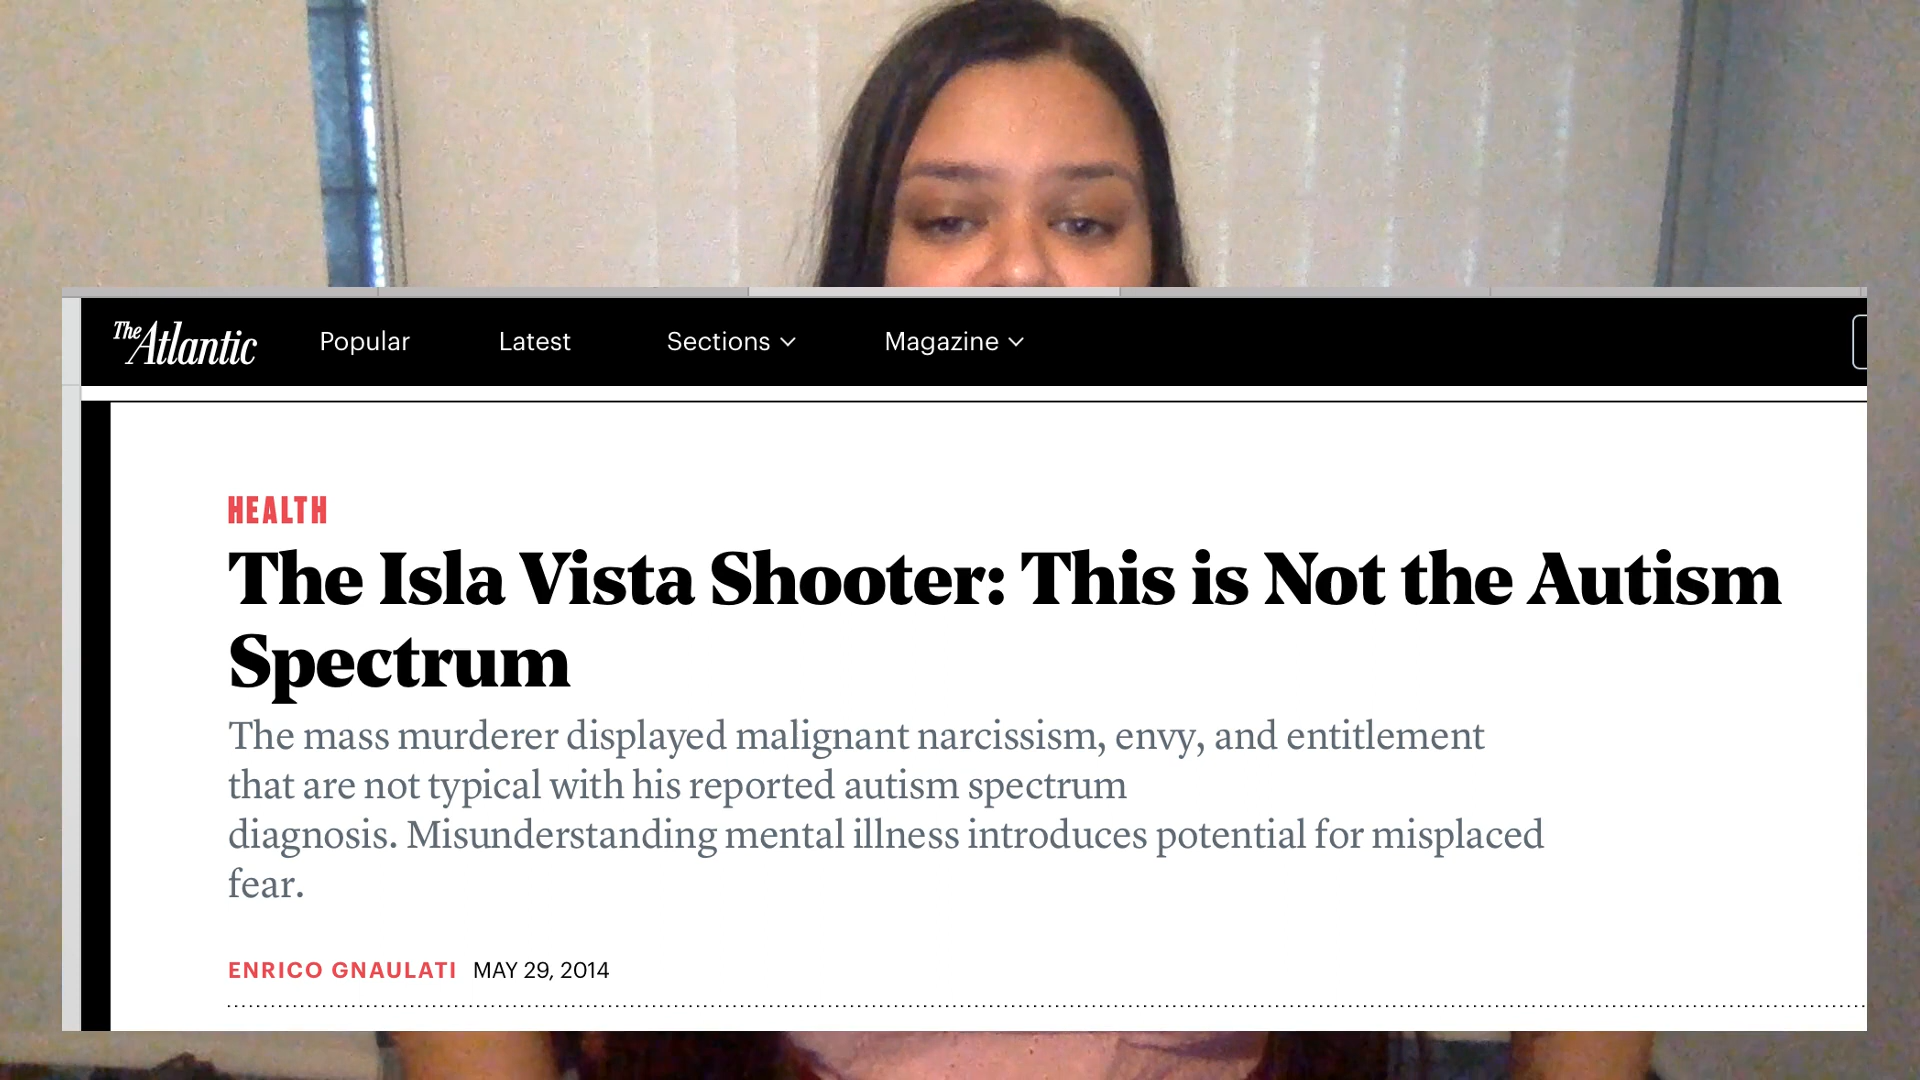 The Atlantic Popular Latest Sections Magazine
HEALTH
The Isla Vista Shooter: This is Not the Autism
Spectrum
The mass murderer displayed malignant narcissism, envy, and entitlement
that are not typical with his reported autism spectrum
diagnosis. Misunderstanding mental illness introduces potential for misplaced
fear.
ENRICO GNAULATI MAY 29, 2014